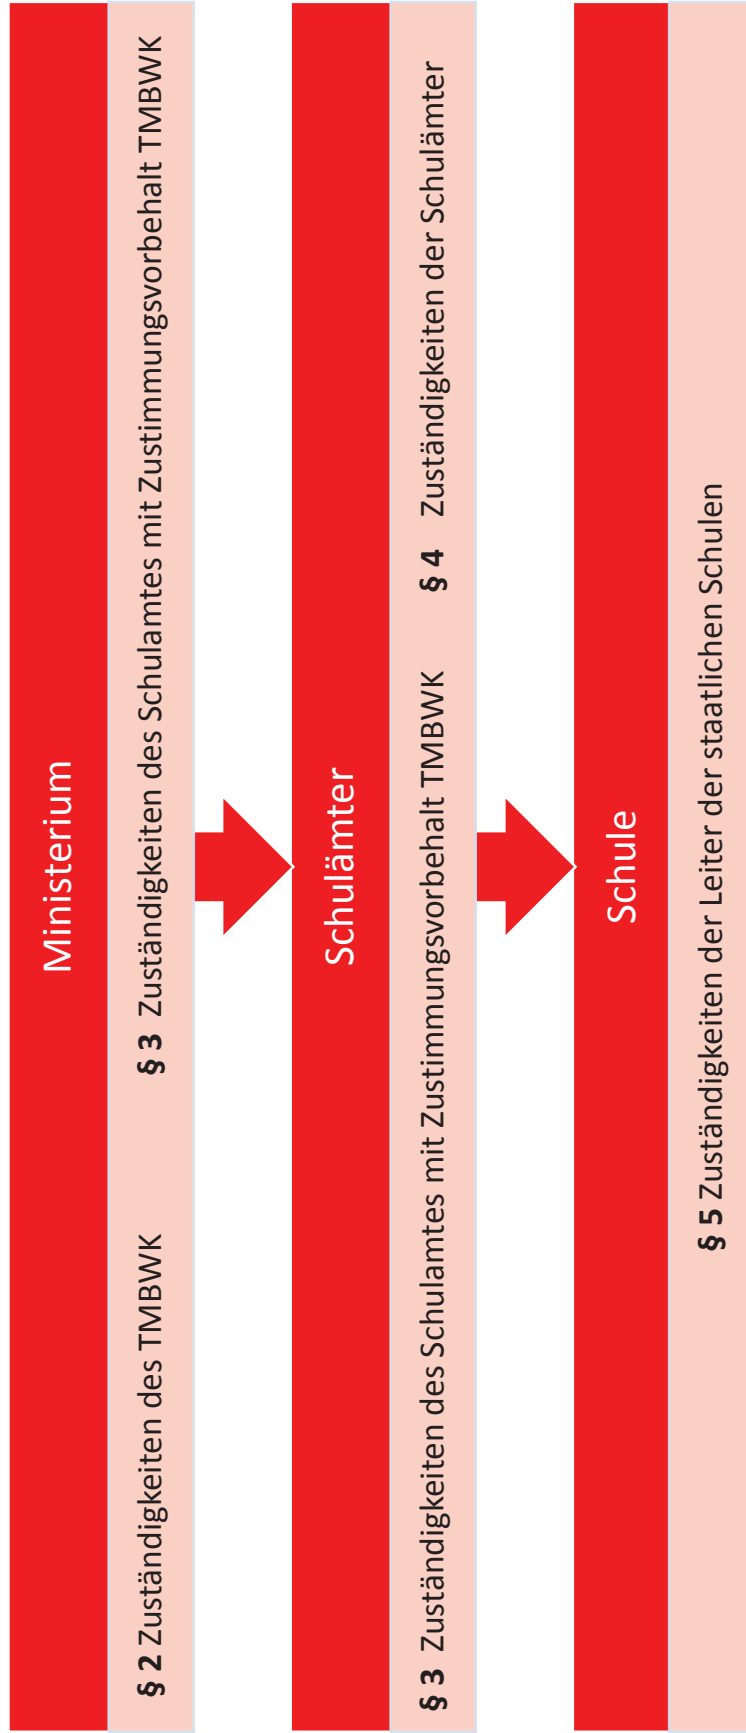 Ministerium
§ 2 Zuständigkeiten des TMBWK
§ 3 Zuständigkeiten des Schulamtes mit Zustimmungsvorbehalt TMBWK
Schulämter
§ 3 Zuständigkeiten des Schulamtes mit Zustimmungsvorbehalt TMBWK
§ 4 Zuständigkeiten der Schulämter
Schule
§ 5 Zuständigkeiten der Leiter der staatlichen Schulen